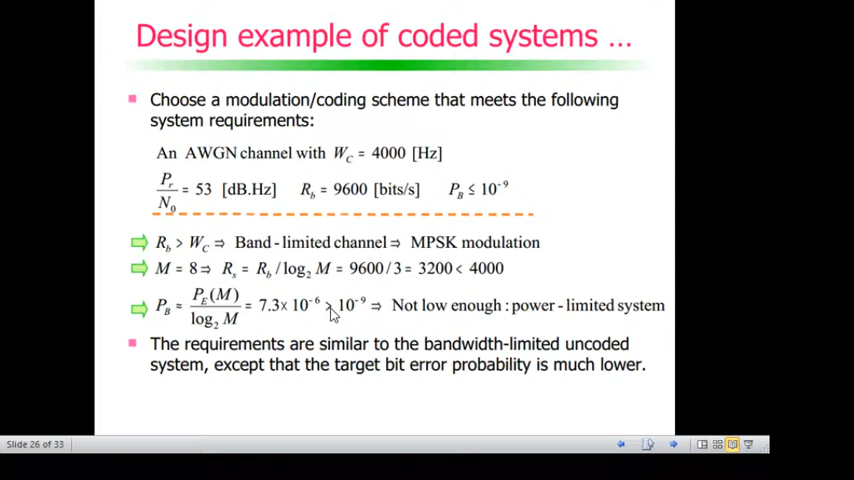 Design example of coded systems ...
Choose a modulation/coding scheme that meets the following
system requirements:
An AWGN channel with W_C = 4000 [Hz]
P_r/N_0 = 53 [dB.Hz] R_b = 9600 [bits/s] P_B ≤ 10^-9
R_b > W_C ⇒ Band-limited channel ⇒ MPSK modulation
M = 8 ⇒ R_s = R_b / log_2 M = 9600/3 = 3200 < 4000
P_B ≈ P_E(M)/log_2 M = 7.3×10^-6 > 10^-9 ⇒ Not low enough : power-limited system
The requirements are similar to the bandwidth-limited uncoded
system, except that the target bit error probability is much lower.
Slide 26 of 33